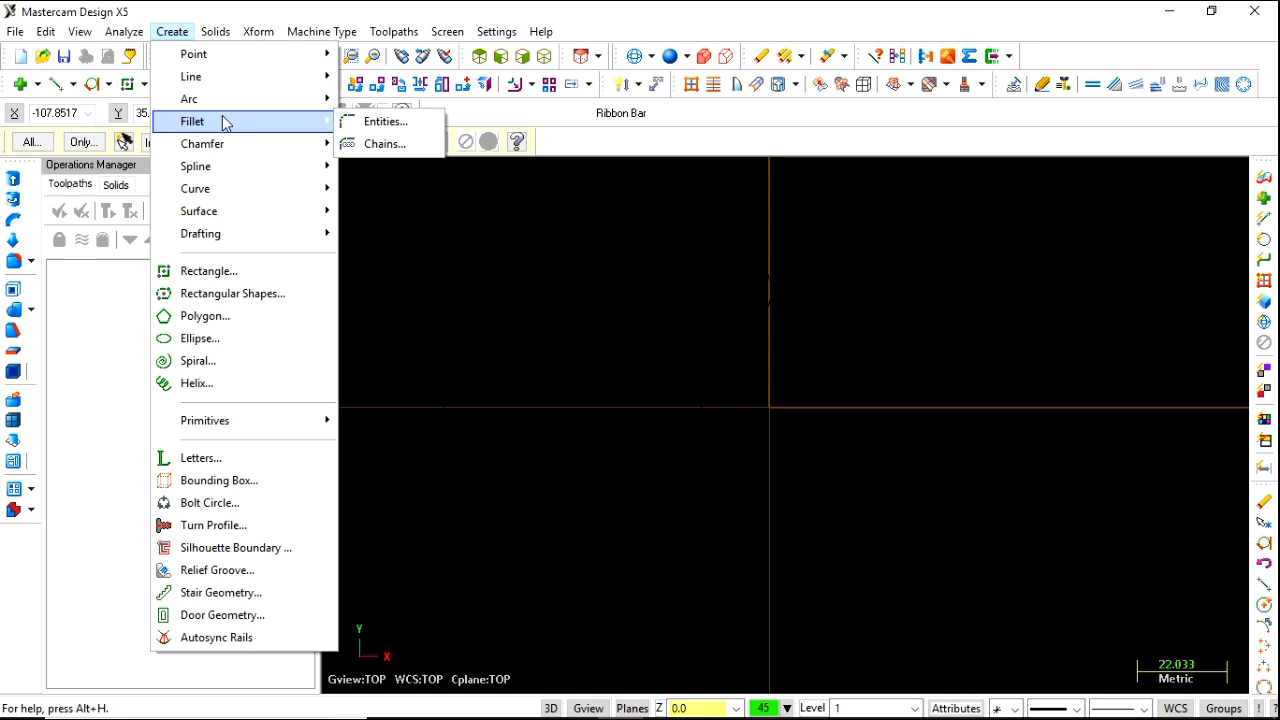 Mastercam Design X5
File Edit View Analyze Create Solids Xform Machine Type Toolpaths Screen Settings Help
X -107.8517 Y 35.
Ribbon Bar
All... Only...
Operations Manager
Toolpaths Solids
Point
Line
Arc
Fillet
Chamfer
Spline
Curve
Surface
Drafting
Rectangle...
Rectangular Shapes...
Polygon...
Ellipse...
Spiral...
Helix...
Primitives
Letters...
Bounding Box...
Bolt Circle...
Turn Profile...
Silhouette Boundary ...
Relief Groove...
Stair Geometry...
Door Geometry...
Autosync Rails
Entities...
Chains...
Y
X
Gview:TOP WCS:TOP Cplane:TOP
22.033
Metric
For help, press Alt+H.
3D Gview Planes Z 0.0 45 Level 1 Attributes WCS Groups ! ?